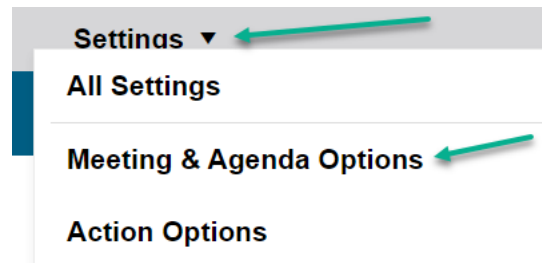 Settings ▼
All Settings
Meeting & Agenda Options
Action Options